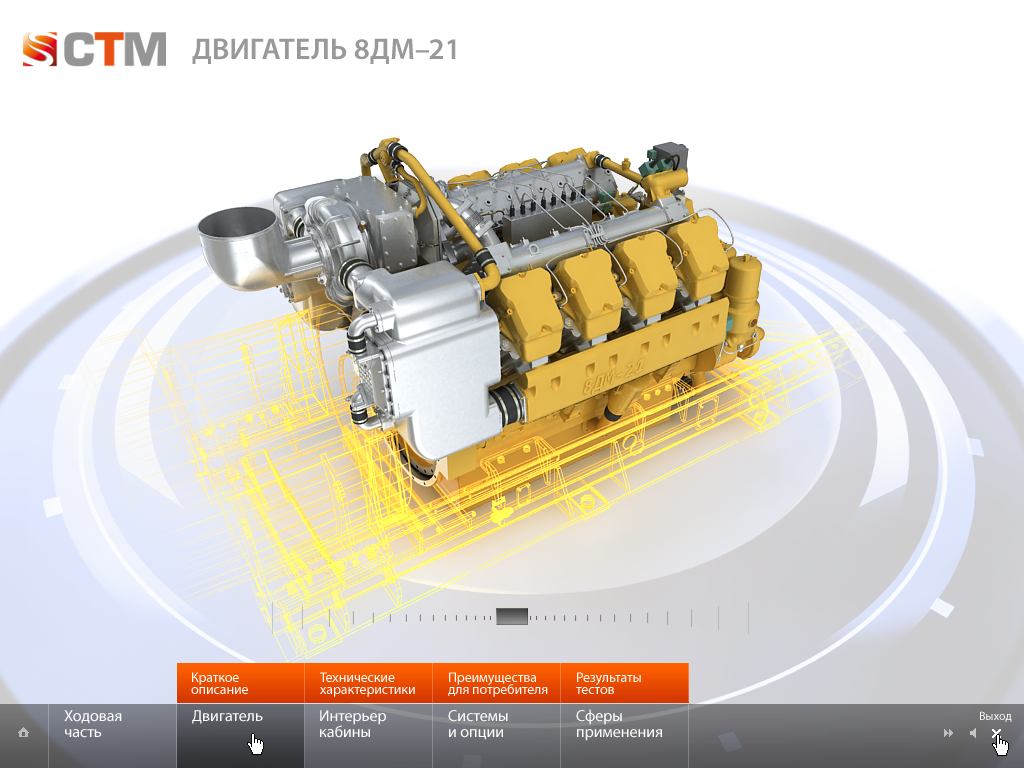 СТМ ДВИГАТЕЛЬ 8ДМ–21
8ДМ-21
Краткое
описание
Технические
характеристики
Преимущества
для потребителя
Результаты
тестов
Ходовая
часть
Двигатель
Интерьер
кабины
Системы
и опции
Сферы
применения
Выход